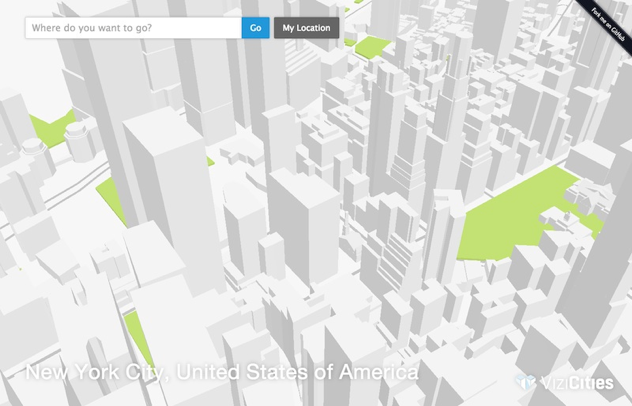 Where do you want to go?
Go
My Location
Fork me on GitHub
New York City, United States of America
ViziCities